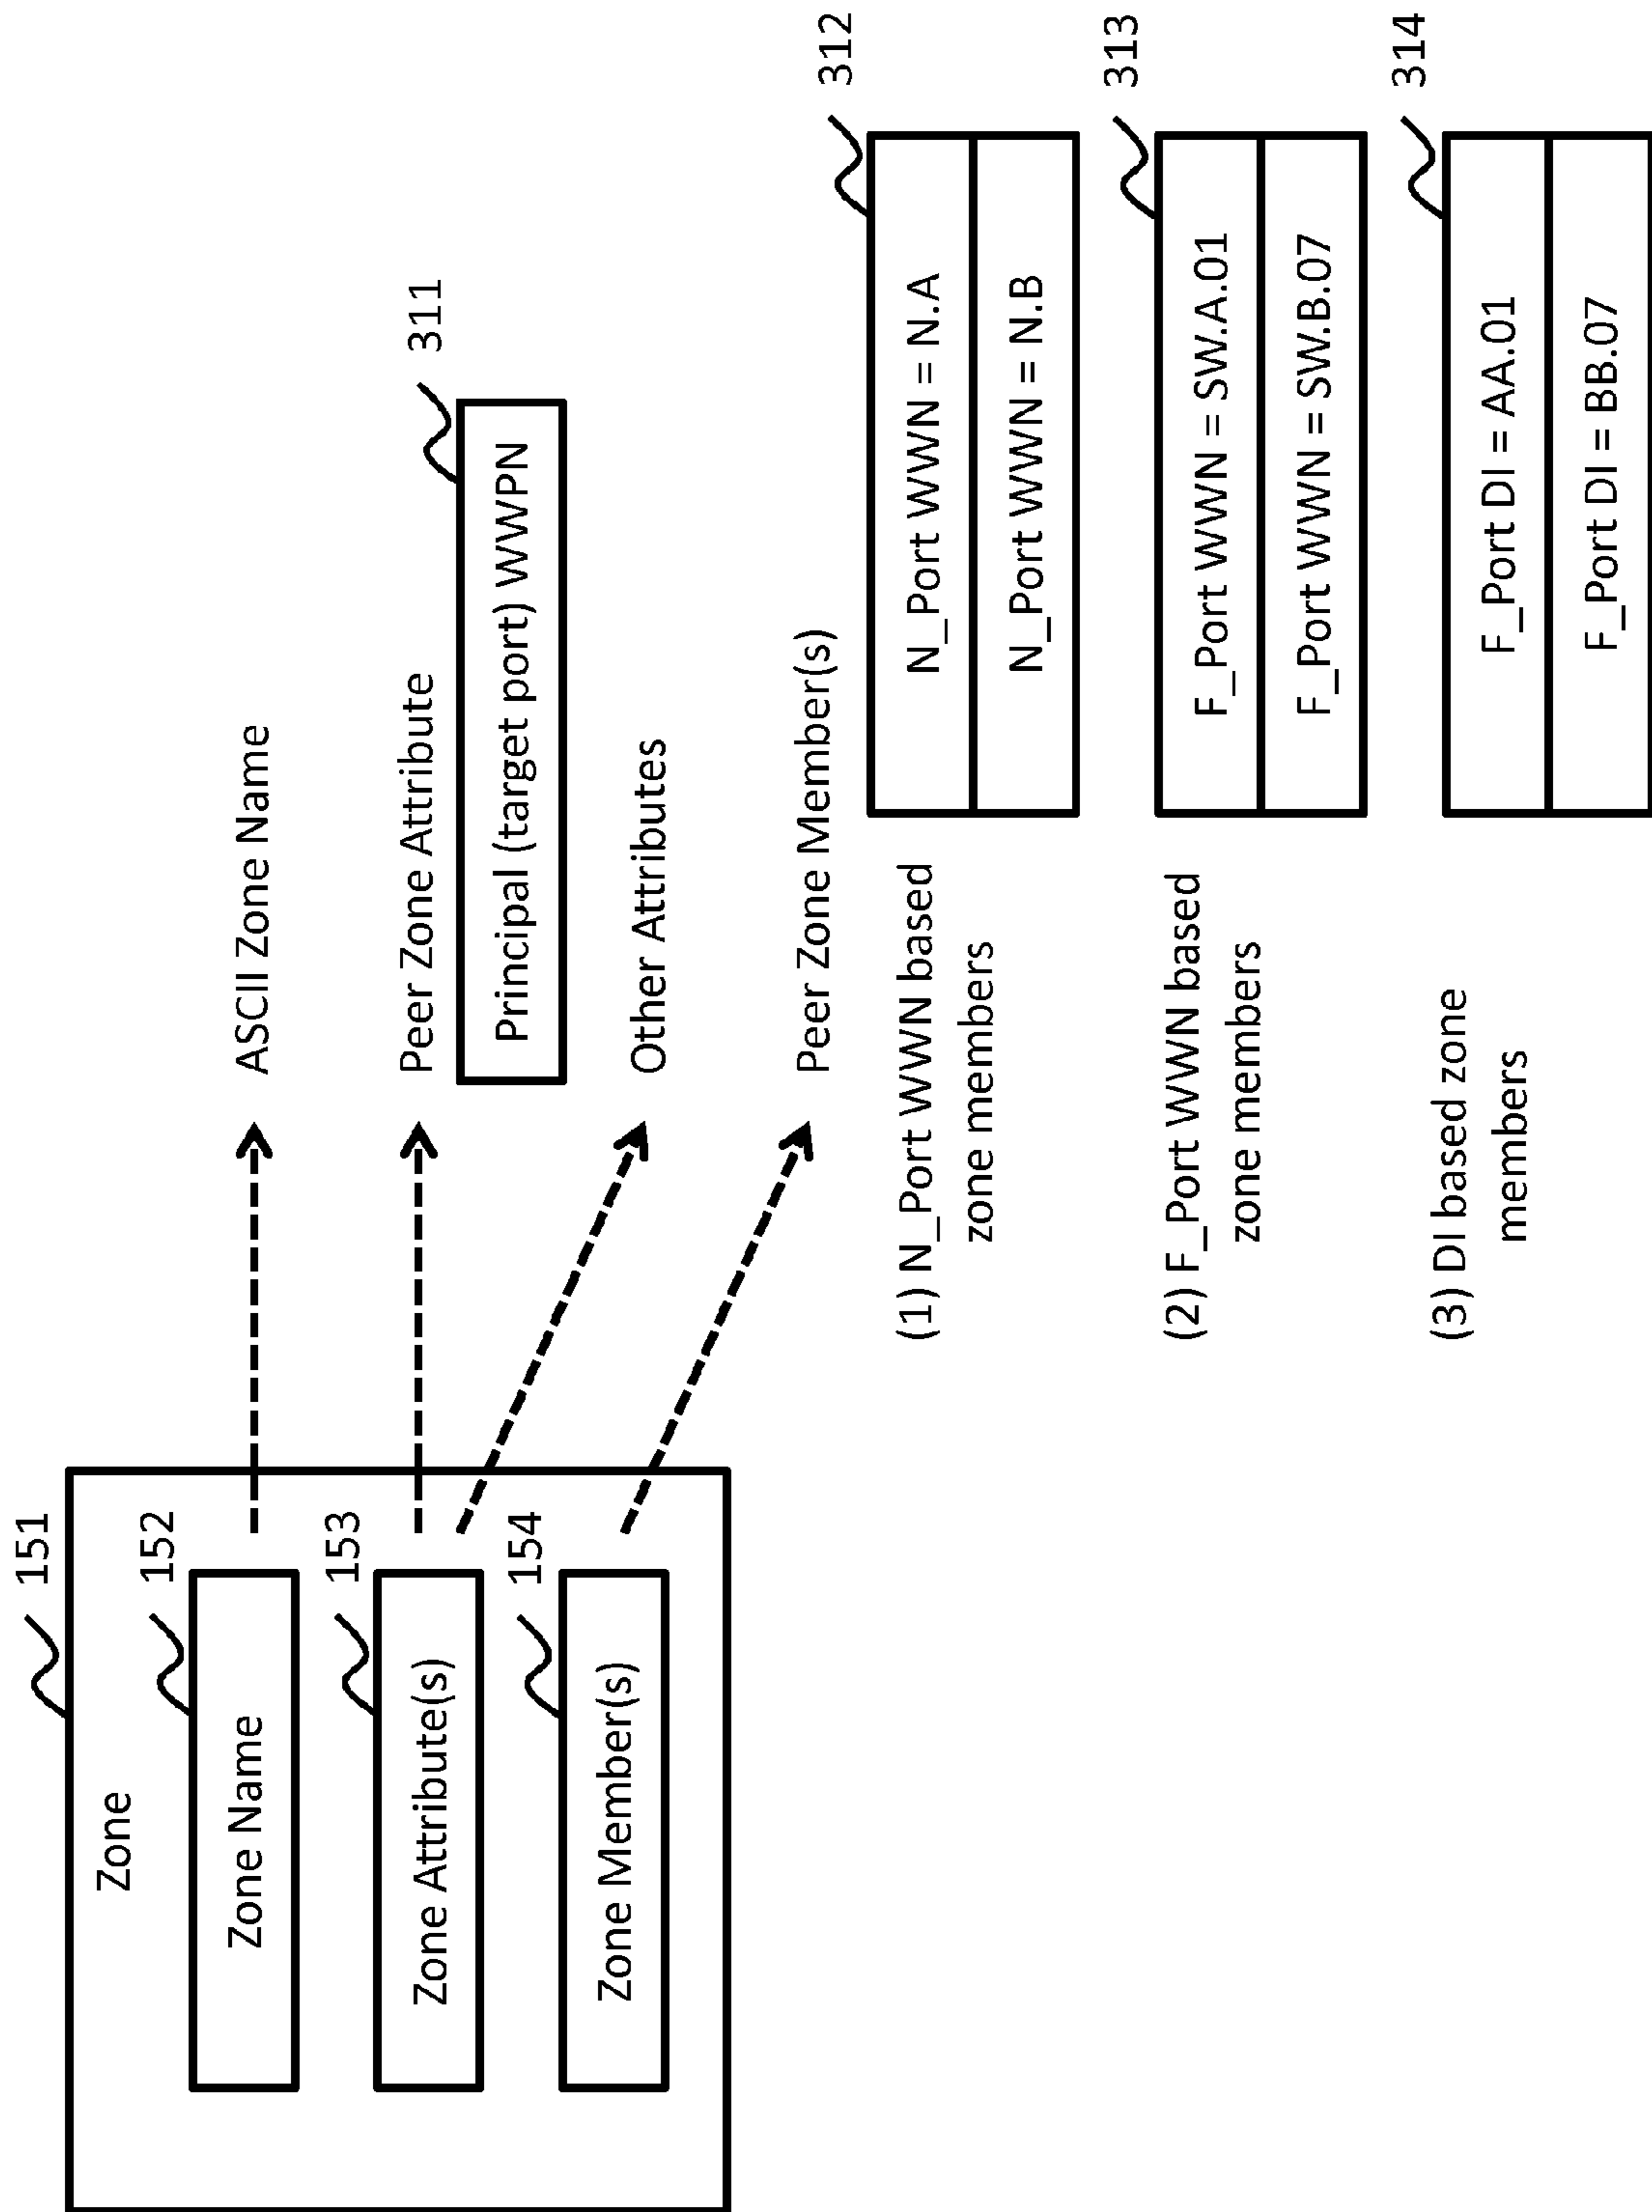 151
Zone
152
Zone Name
153
Zone Attribute(s)
154
Zone Member(s)
ASCII Zone Name
Peer Zone Attribute
311
Principal (target port) WWPN
Other Attributes
Peer Zone Member(s)
(1) N_Port WWN based
zone members
312
N_Port WWN = N.A
N_Port WWN = N.B
(2) F_Port WWN based
zone members
313
F_Port WWN = SW.A.01
F_Port WWN = SW.B.07
(3) DI based zone
members
314
F_Port DI = AA.01
F_Port DI = BB.07